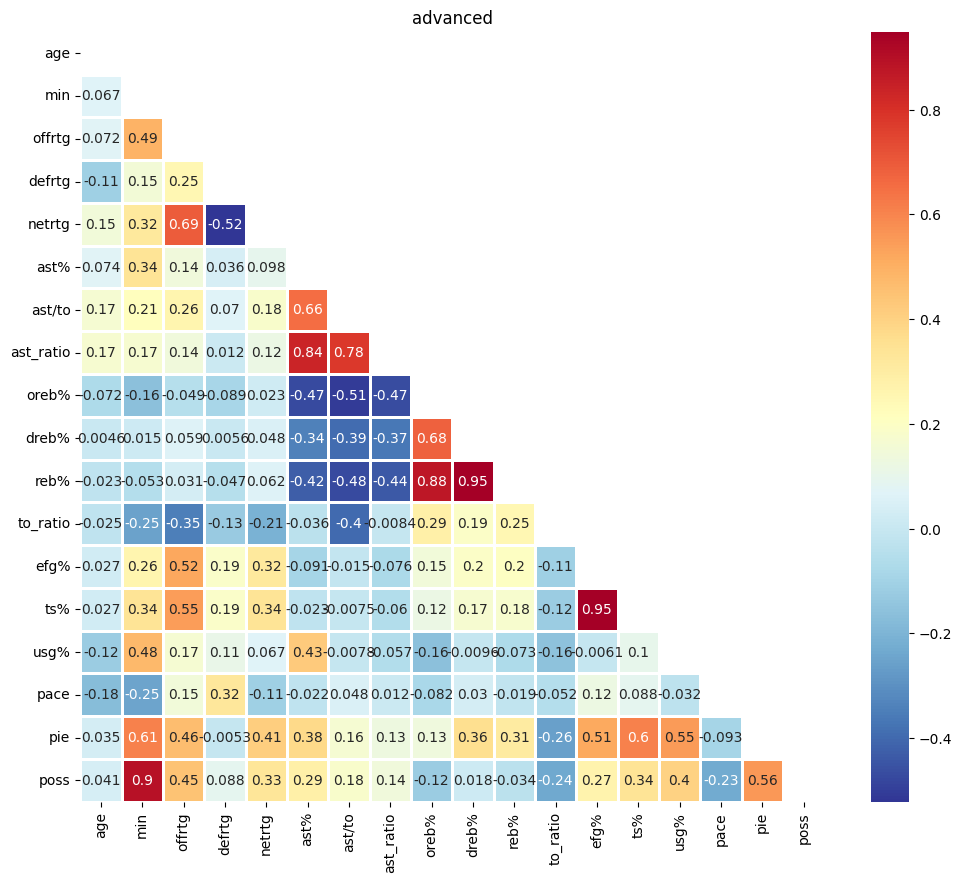 advanced
age
min 0.067
offrtg 0.072 0.49
defrtg -0.11 0.15 0.25
netrtg 0.15 0.32 0.69 -0.52
ast% 0.074 0.34 0.14 0.036 0.098
ast/to 0.17 0.21 0.26 0.07 0.18 0.66
ast_ratio 0.17 0.17 0.14 0.012 0.12 0.84 0.78
oreb% -0.072 -0.16 -0.049 -0.089 0.023 -0.47 -0.51 -0.47
dreb% -0.0046 0.015 0.059 0.0056 0.048 -0.34 -0.39 -0.37 0.68
reb% -0.023 -0.053 0.031 -0.047 0.062 -0.42 -0.48 -0.44 0.88 0.95
to_ratio -0.025 -0.25 -0.35 -0.13 -0.21 -0.036 -0.4 -0.0084 0.29 0.19 0.25
efg% 0.027 0.26 0.52 0.19 0.32 -0.091 -0.015 -0.076 0.15 0.2 0.2 -0.11
ts% 0.027 0.34 0.55 0.19 0.34 -0.023 -0.0075 -0.06 0.12 0.17 0.18 -0.12 0.95
usg% -0.12 0.48 0.17 0.11 0.067 0.43 -0.0078 -0.057 -0.16 -0.0096 -0.073 -0.16 -0.0061 0.1
pace -0.18 -0.25 0.15 0.32 -0.11 -0.022 0.048 0.012 -0.082 0.03 -0.019 -0.052 0.12 0.088 -0.032
pie 0.035 0.61 0.46 -0.0053 0.41 0.38 0.16 0.13 0.13 0.36 0.31 -0.26 0.51 0.6 0.55 -0.093
poss 0.041 0.9 0.45 0.088 0.33 0.29 0.18 0.14 -0.12 0.018 -0.034 -0.24 0.27 0.34 0.4 -0.23 0.56
age min offrtg defrtg netrtg ast% ast/to ast_ratio oreb% dreb% reb% to_ratio efg% ts% usg% pace pie poss
0.8
0.6
0.4
0.2
0.0
−0.2
−0.4